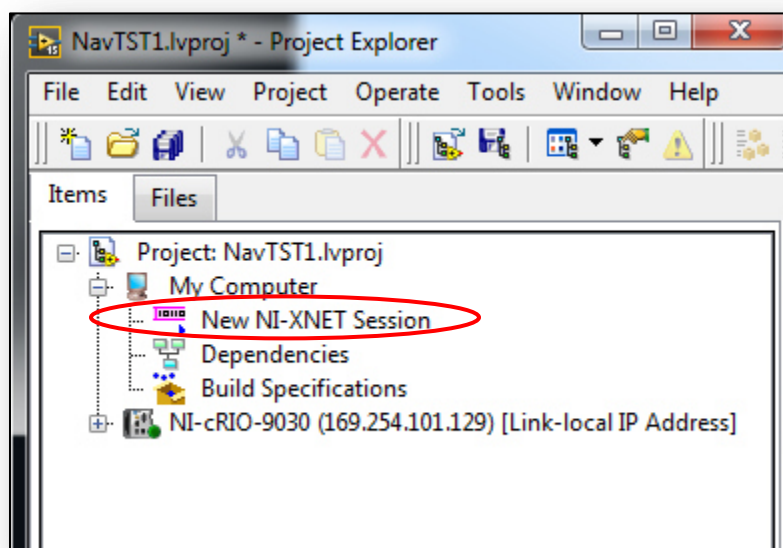 NavTST1.lvproj * - Project Explorer
File Edit View Project Operate Tools Window Help
Items Files
Project: NavTST1.lvproj
My Computer
New NI-XNET Session
Dependencies
Build Specifications
NI-cRIO-9030 (169.254.101.129) [Link-local IP Address]